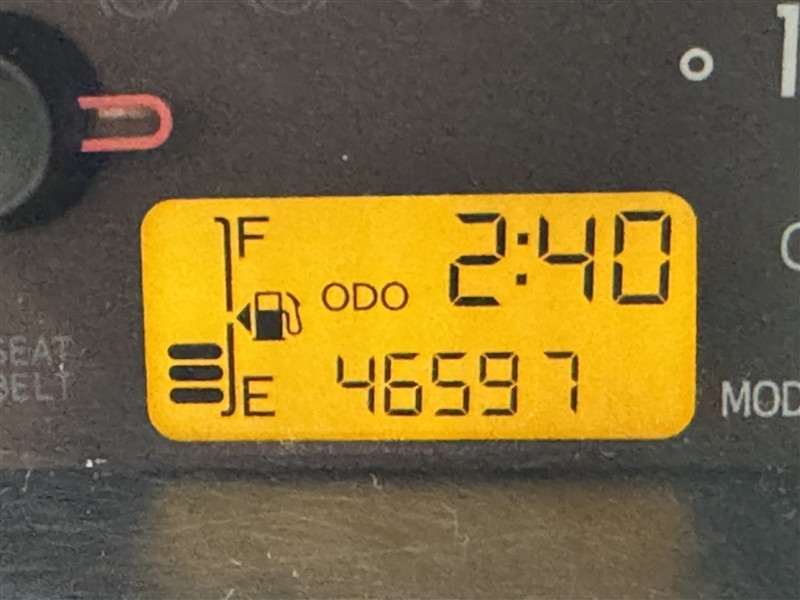 F
2:40
ODO
46597
E
SEAT
BELT
MOD